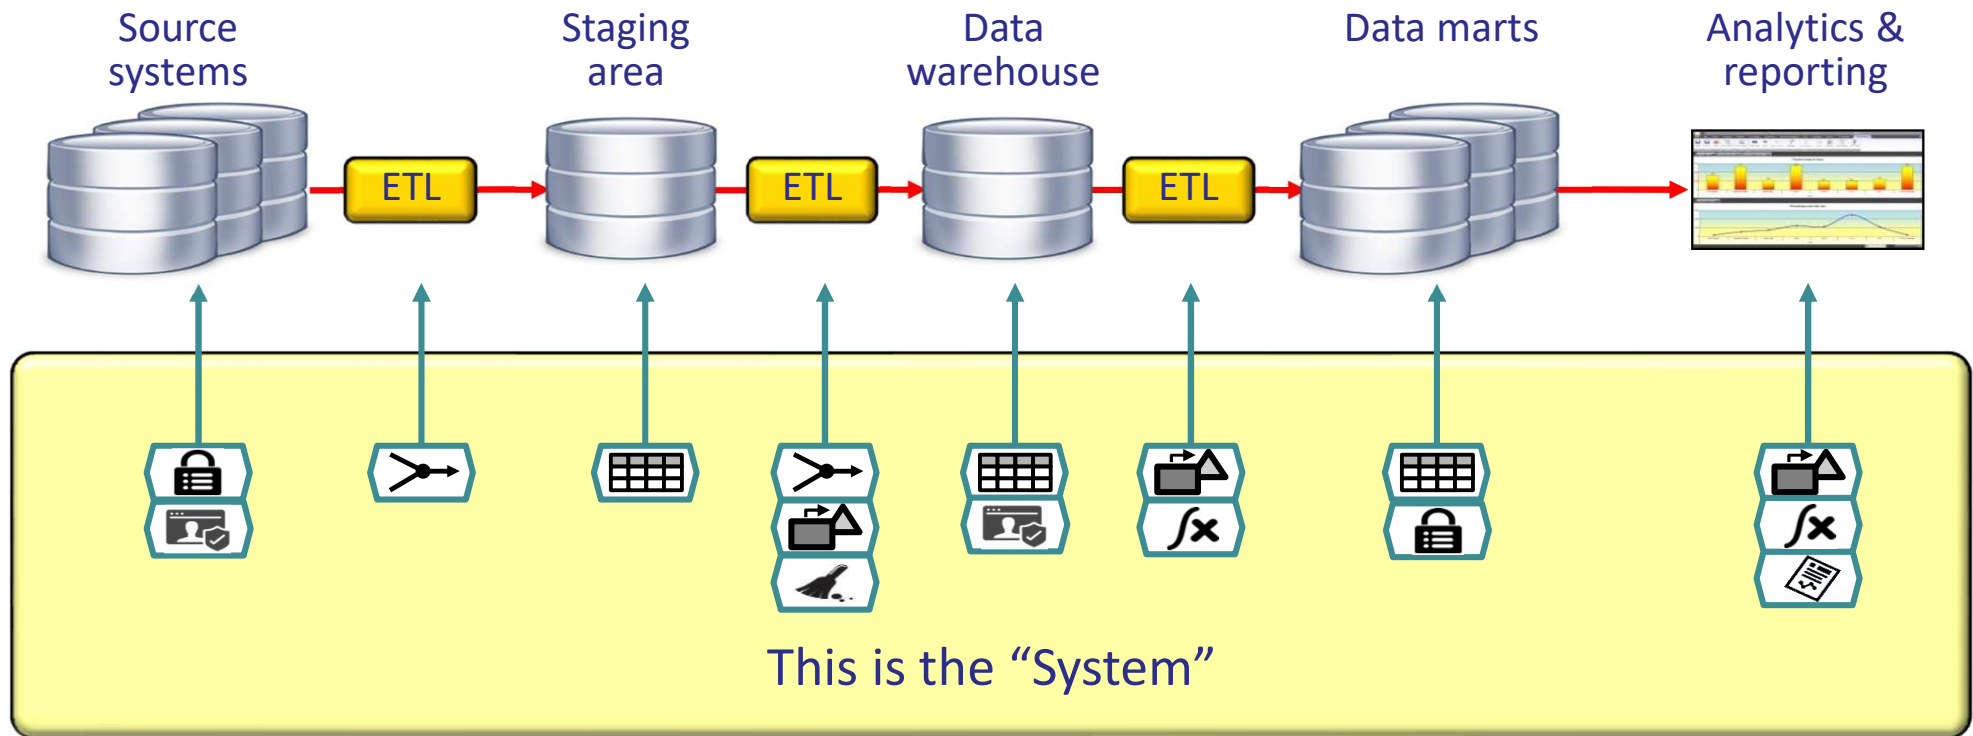 Source
systems
Staging
area
Data
warehouse
Data marts
Analytics &
reporting
ETL
ETL
ETL
This is the “System”